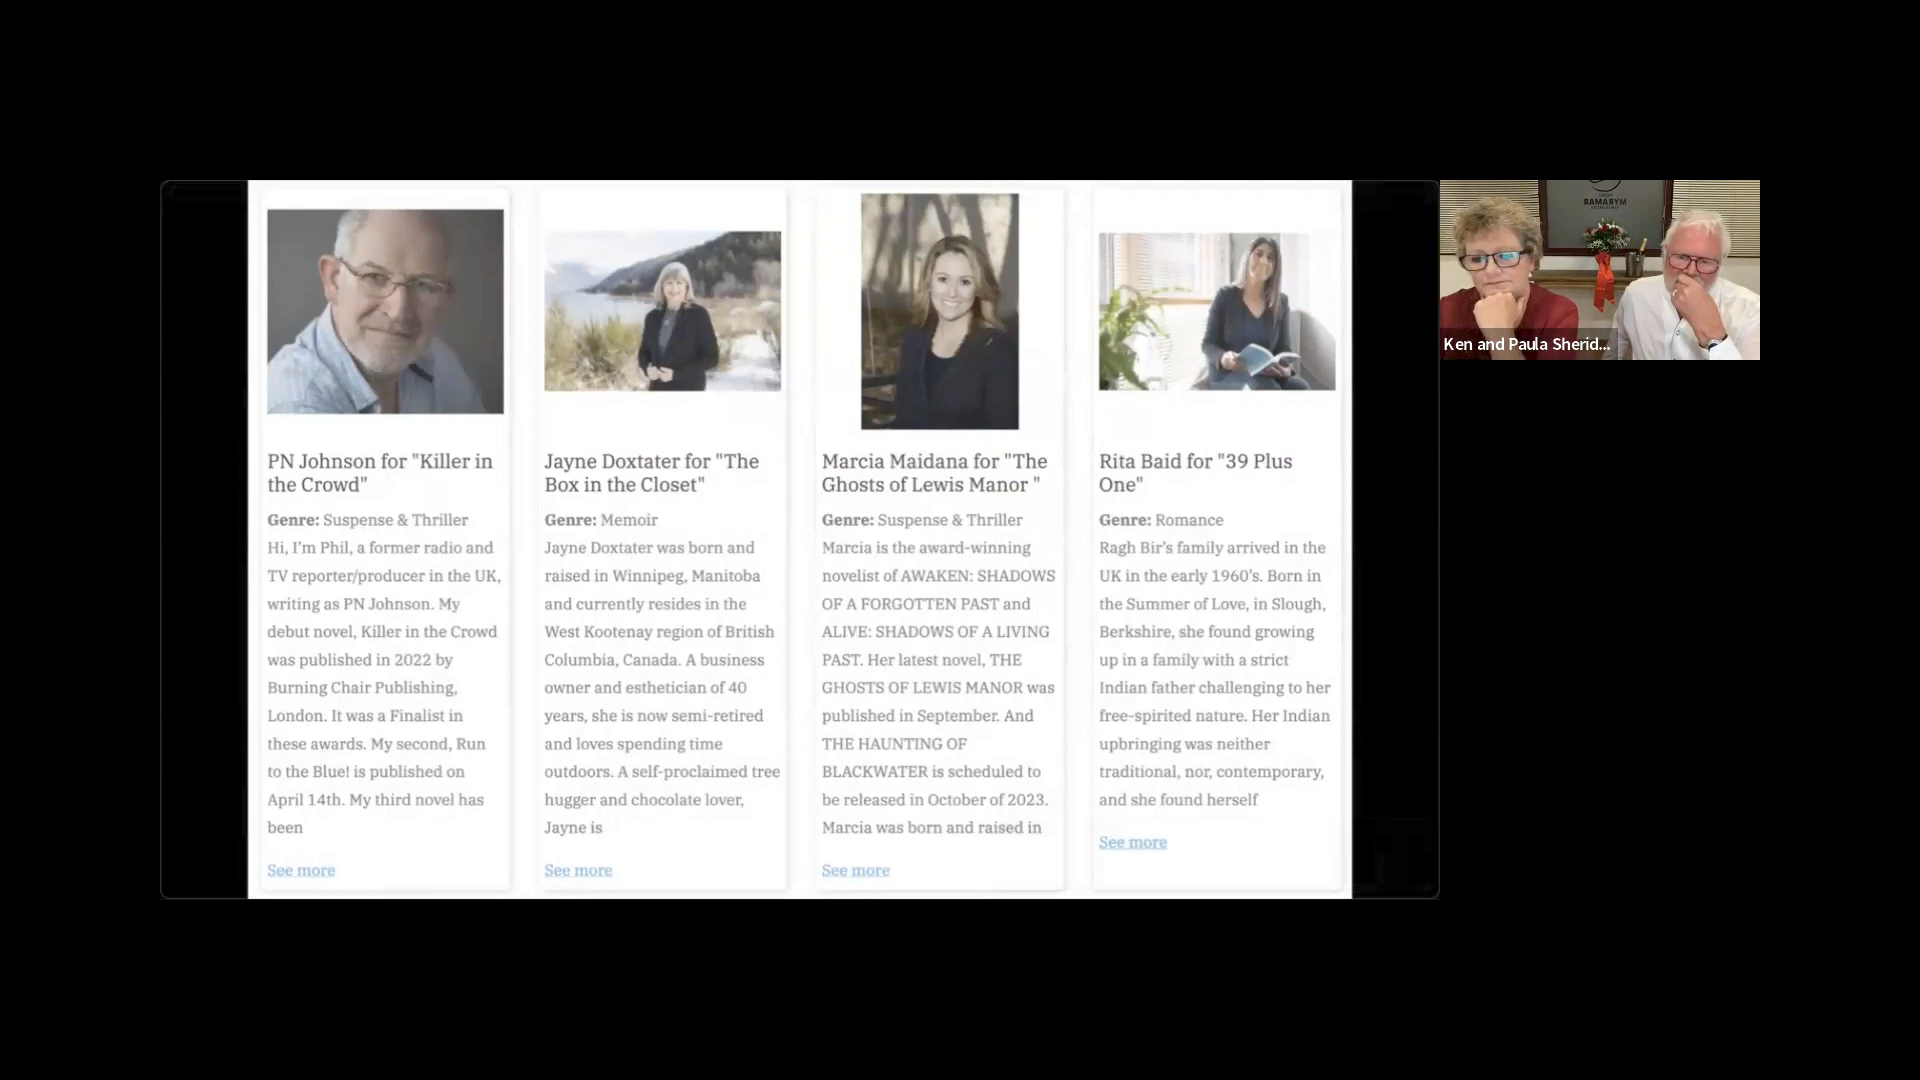 PN Johnson for "Killer in
the Crowd"
Genre: Suspense & Thriller
Hi, I'm Phil, a former radio and
TV reporter/producer in the UK,
writing as PN Johnson. My
debut novel, Killer in the Crowd
was published in 2022 by
Burning Chair Publishing,
London. It was a Finalist in
these awards. My second, Run
to the Blue! is published on
April 14th. My third novel has
been
See more
Jayne Doxtater for "The
Box in the Closet"
Genre: Memoir
Jayne Doxtater was born and
raised in Winnipeg, Manitoba
and currently resides in the
West Kootenay region of British
Columbia, Canada. A business
owner and esthetician of 40
years, she is now semi-retired
and loves spending time
outdoors. A self-proclaimed tree
hugger and chocolate lover,
Jayne is
See more
Marcia Maidana for "The
Ghosts of Lewis Manor "
Genre: Suspense & Thriller
Marcia is the award-winning
novelist of AWAKEN: SHADOWS
OF A FORGOTTEN PAST and
ALIVE: SHADOWS OF A LIVING
PAST. Her latest novel, THE
GHOSTS OF LEWIS MANOR was
published in September. And
THE HAUNTING OF
BLACKWATER is scheduled to
be released in October of 2023.
Marcia was born and raised in
See more
Rita Baid for "39 Plus
One"
Genre: Romance
Ragh Bir's family arrived in the
UK in the early 1960's. Born in
the Summer of Love, in Slough,
Berkshire, she found growing
up in a family with a strict
Indian father challenging to her
free-spirited nature. Her Indian
upbringing was neither
traditional, nor, contemporary,
and she found herself
See more
MYRAMAR
Ken and Paula Sherid...